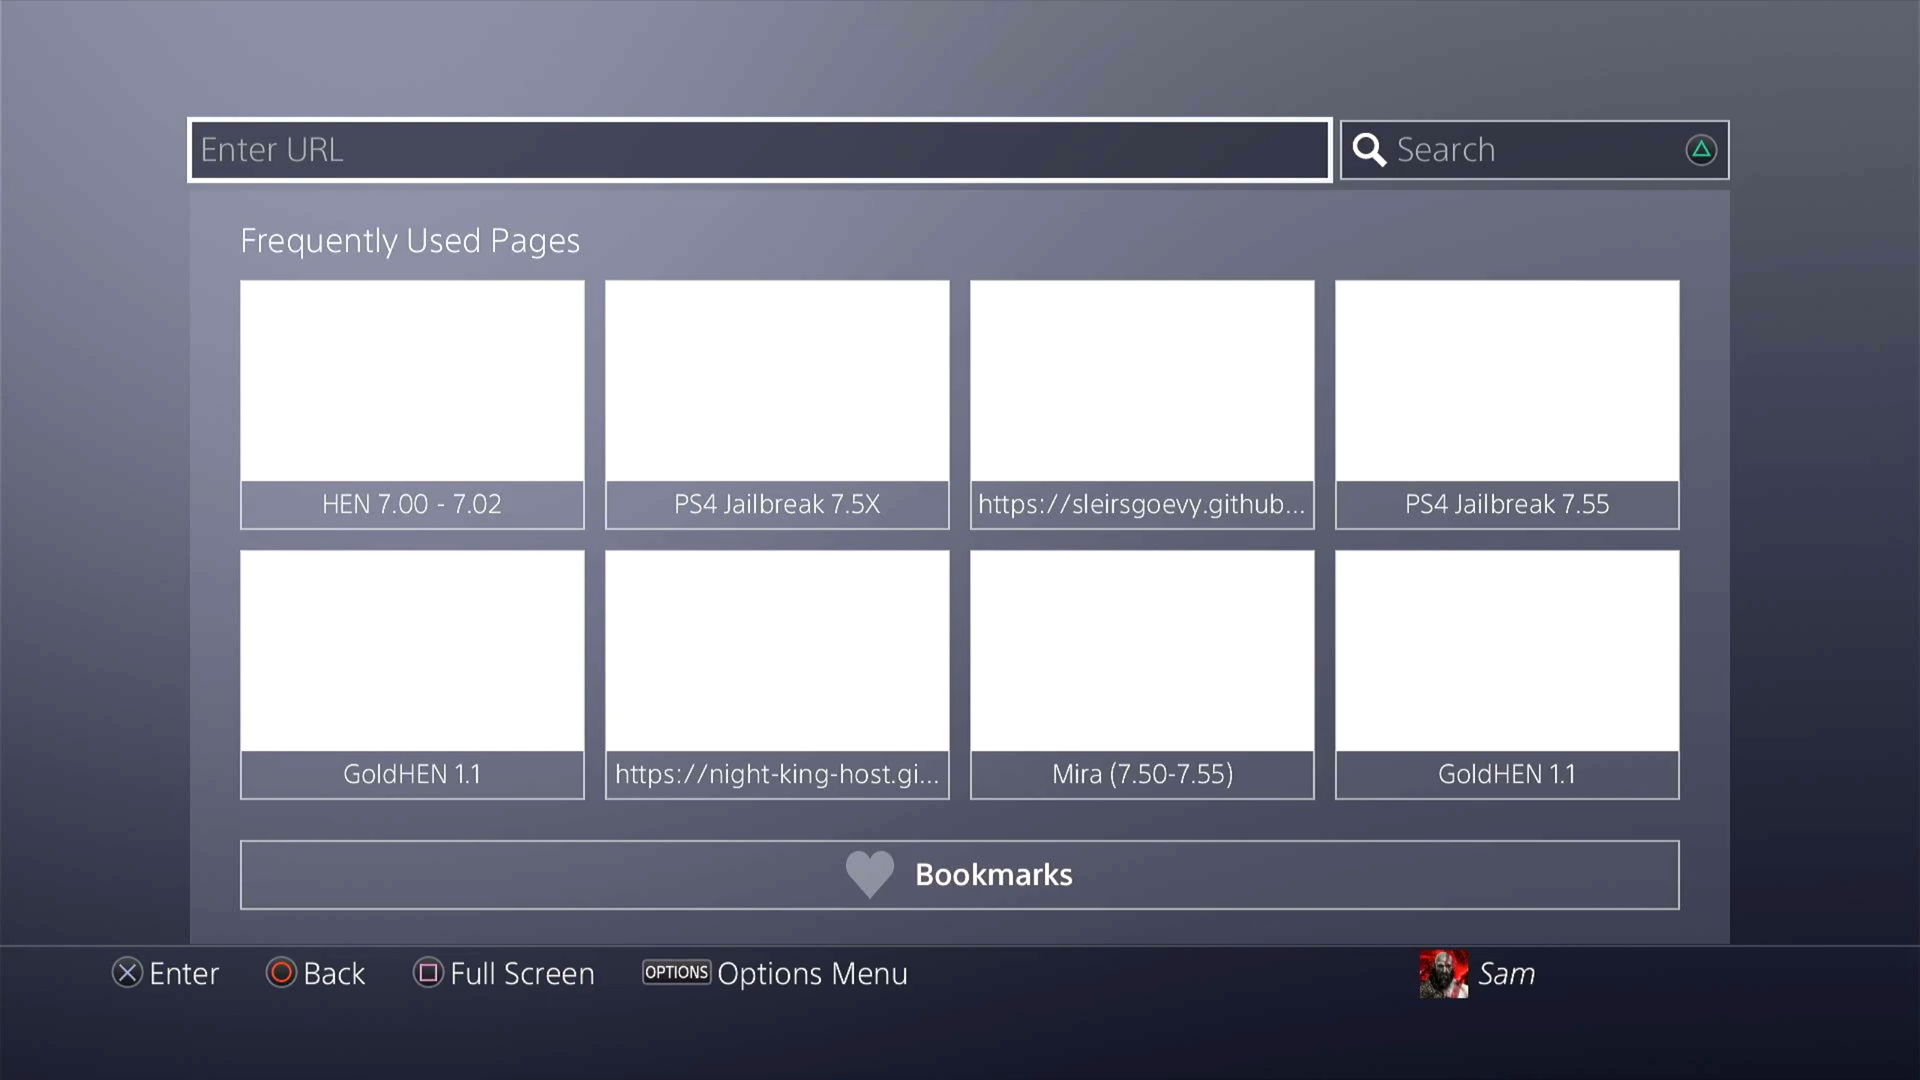 Enter URL
Search
Frequently Used Pages
HEN 7.00 - 7.02
PS4 Jailbreak 7.5X
https://sleirsgoevy.github...
PS4 Jailbreak 7.55
GoldHEN 1.1
https://night-king-host.gi...
Mira (7.50-7.55)
GoldHEN 1.1
Bookmarks
Enter
Back
Full Screen
OPTIONS Options Menu
Sam